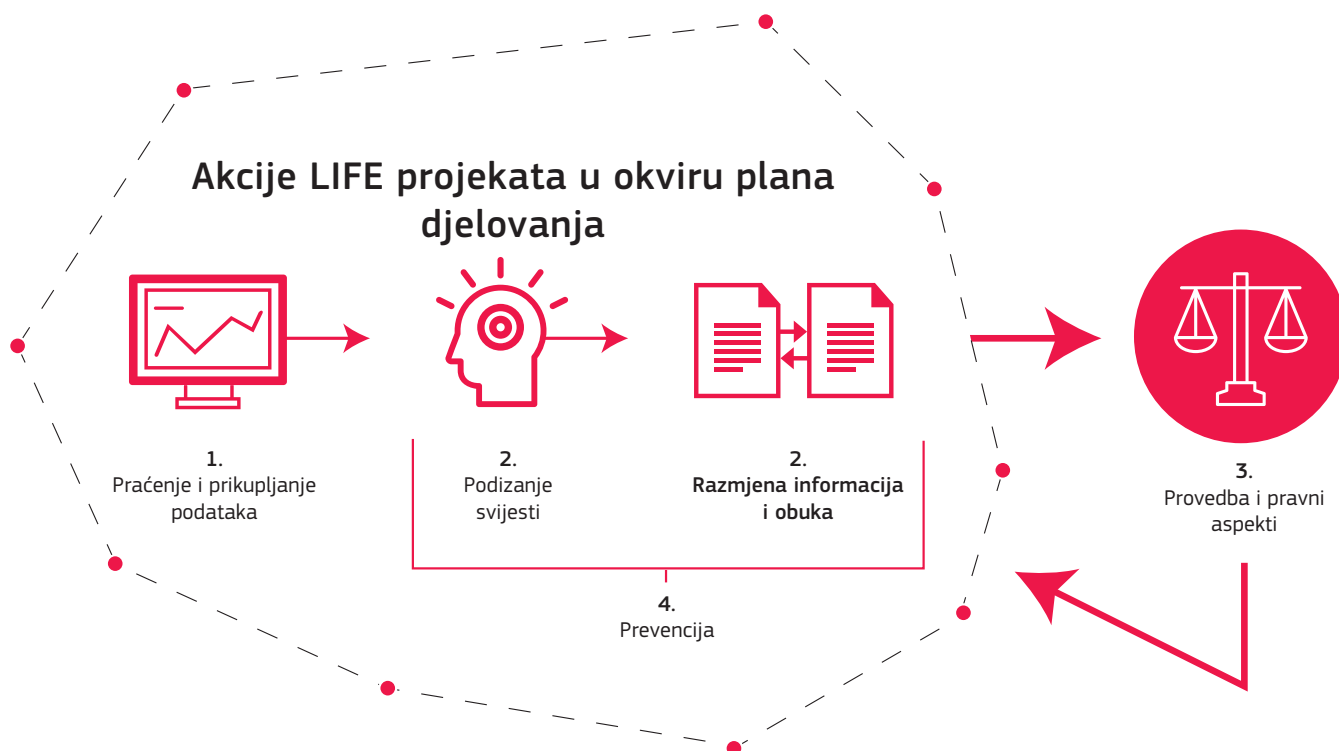 Akcije LIFE projekata u okviru plana
djelovanja
1.
Praćenje i prikupljanje
podataka
2.
Podizanje
svijesti
2.
Razmjena informacija
i obuka
3.
Provedba i pravni
aspekti
4.
Prevencija